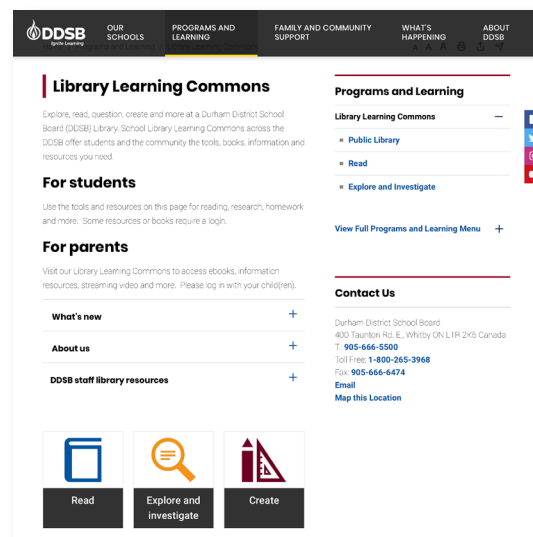 DDSB
Ignite Learning
OUR
SCHOOLS
PROGRAMS AND
LEARNING
FAMILY AND COMMUNITY
SUPPORT
WHAT'S
HAPPENING
ABOUT
DDSB
A A A
Library Learning Commons
Explore, read, question, create and more at a Durham District School
Board (DDSB) Library. School Library Learning Commons across the
DDSB offer students and the community the tools, books, information and
resources you need.
For students
Use the tools and resources on this page for reading, research, homework
and more. Some resources or books require a login.
For parents
Visit our Library Learning Commons to access ebooks, information
resources, streaming video and more. Please log in with your child(ren).
What's new +
About us +
DDSB staff library resources +
Read
Explore and
investigate
Create
Programs and Learning
Library Learning Commons —
Public Library
Read
Explore and Investigate
View Full Programs and Learning Menu +
Contact Us
Durham District School Board
400 Taunton Rd. E., Whitby ON L1R 2K6 Canada
T: 905-666-5500
Toll Free: 1-800-265-3968
Fax: 905-666-6474
Email
Map this Location